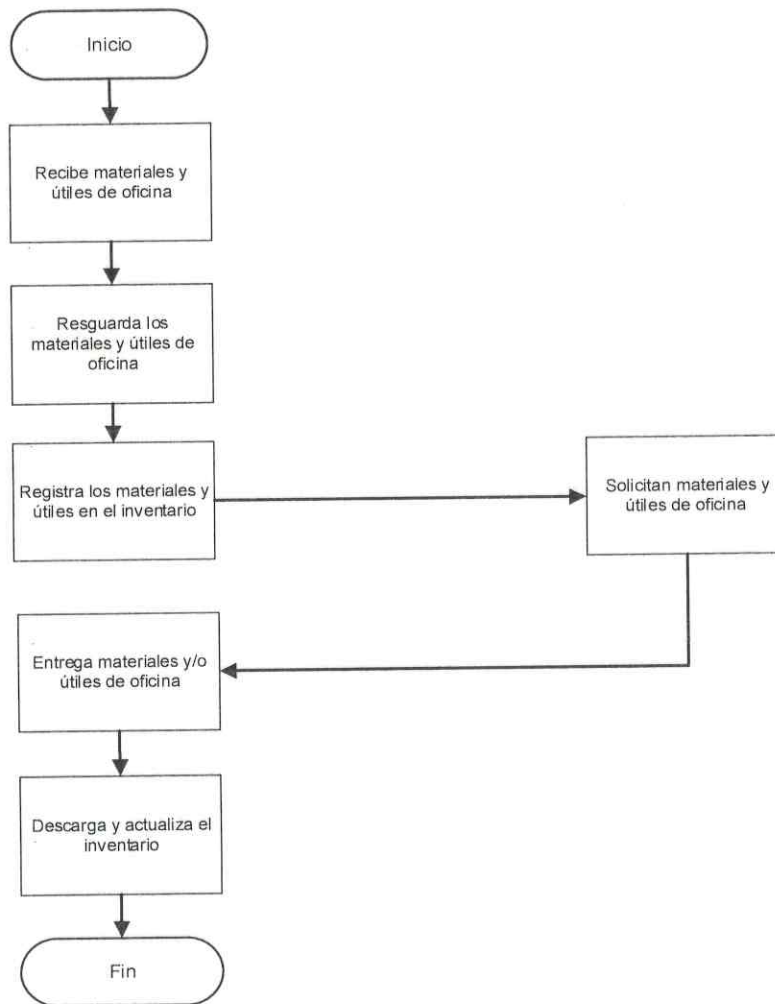 Inicio
Recibe materiales y
útiles de oficina
Resguarda los
materiales y útiles de
oficina
Registra los materiales y
útiles en el inventario
Solicitan materiales y
útiles de oficina
Entrega materiales y/o
útiles de oficina
Descarga y actualiza el
inventario
Fin